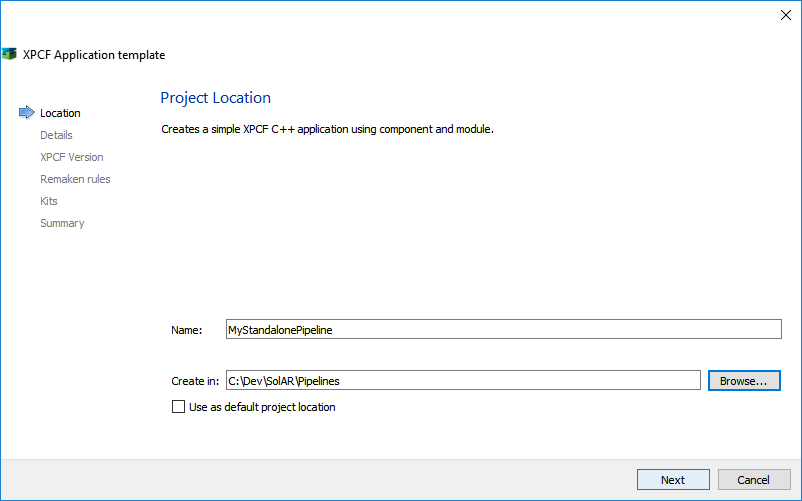 XPCF Application template
Location
Details
XPCF Version
Remaken rules
Kits
Summary
Project Location
Creates a simple XPCF C++ application using component and module.
Name: MyStandalonePipeline
Create in: C:\Dev\SolAR\Pipelines Browse...
Use as default project location
Next Cancel